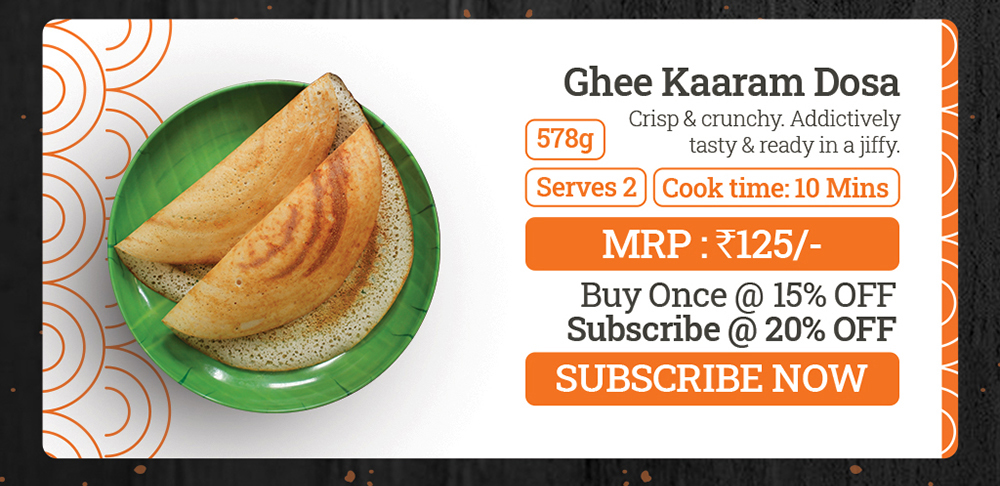 Ghee Kaaram Dosa
578g
Crisp & crunchy. Addictively
tasty & ready in a jiffy.
Serves 2
Cook time: 10 Mins
MRP : ₹125/-
Buy Once @ 15% OFF
Subscribe @ 20% OFF
SUBSCRIBE NOW